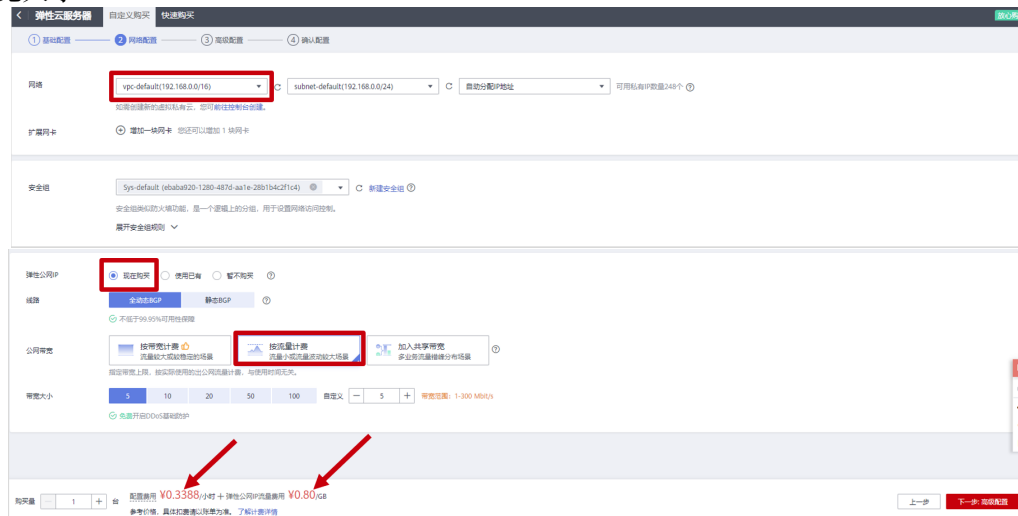 弹性云服务器 自定义购买 快速购买
1 基础配置 2 网络配置 3 高级配置 4 确认配置
网络 vpc-default(192.168.0.0/16) subnet-default(192.168.0.0/24) 自动分配IP地址 可用私有IP数量248个
如需创建新的虚拟私有云，您可前往控制台创建。
扩展网卡 增加一块网卡 您还可以增加 1 块网卡
安全组 Sys-default (ebaba920-1280-487d-aa1e-28b1b4c2f1c4) 新建安全组
安全组类似防火墙功能，是一个逻辑上的分组，用于设置网络访问控制。
展开安全组规则
弹性公网IP 现在购买 使用已有 暂不购买
线路 全动态BGP 静态BGP
不低于99.95%可用性保障
公网带宽 按带宽计费 按流量计费 加入共享带宽
流量较大或较稳定的场景 流量小或流量波动较大场景 多业务流量错峰分布场景
指定带宽上限，按实际使用的出公网流量计费，与使用时间无关。
带宽大小 5 10 20 50 100 自定义 — 5 + 带宽范围：1-300 Mbit/s
免费开启DDoS基础防护
购买量 — 1 + 台 配置费用 ¥0.3388/小时 + 弹性公网IP流量费用 ¥0.80/GB
参考价格，具体扣费请以账单为准。 了解计费详情
上一步 下一步: 高级配置